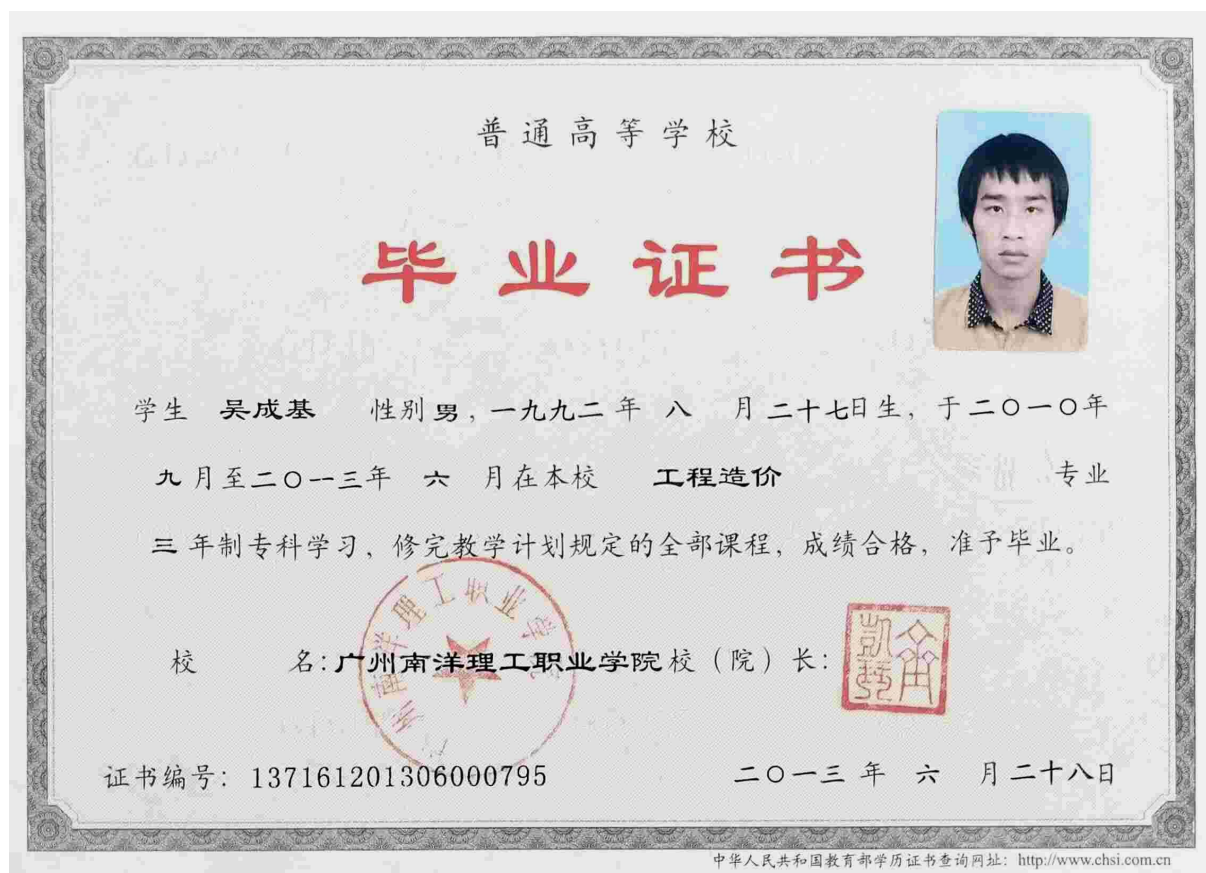 普通高等学校
毕业证书
学生 吴成基 性别男，一九九二年 八 月二十七日生，于二〇一〇年
九月至二〇一三年 六 月在本校 工程造价 专业
三年制专科学习，修完教学计划规定的全部课程，成绩合格，准予毕业。
校 名：广州南洋理工职业学院 校（院）长：
证书编号：137161201306000795 二〇一三年 六 月二十八日
中华人民共和国教育部学历证书查询网址：http://www.chsi.com.cn